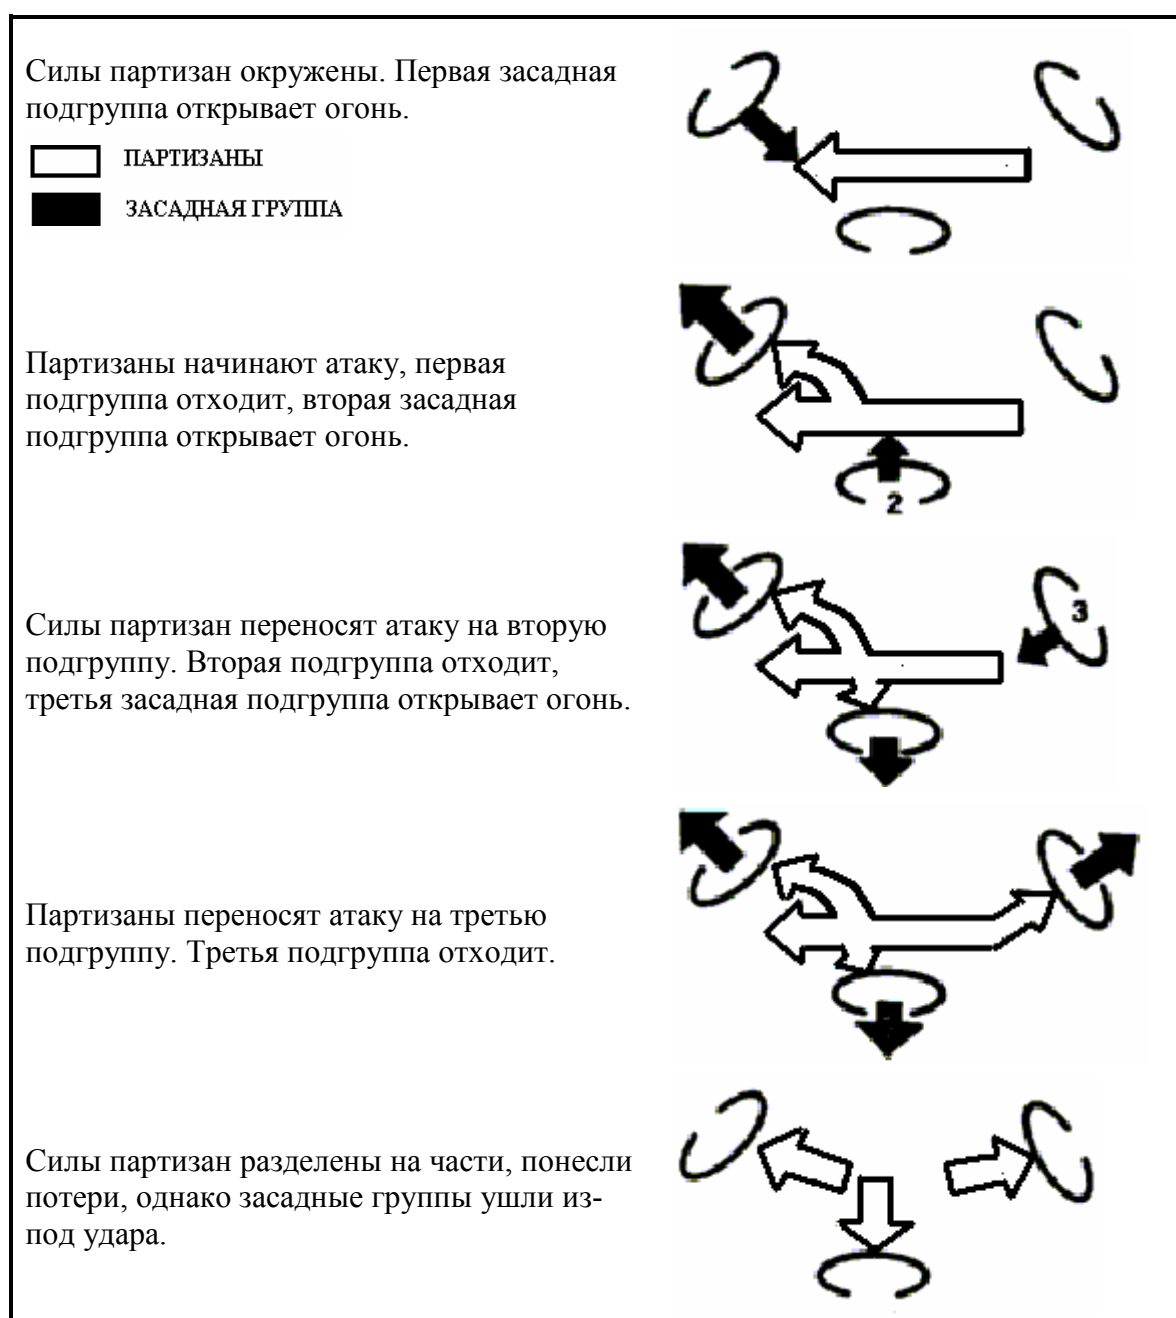 Силы партизан окружены. Первая засадная
подгруппа открывает огонь.
ПАРТИЗАНЫ
ЗАСАДНАЯ ГРУППА
Партизаны начинают атаку, первая
подгруппа отходит, вторая засадная
подгруппа открывает огонь.
2
Силы партизан переносят атаку на вторую
подгруппу. Вторая подгруппа отходит,
третья засадная подгруппа открывает огонь.
3
Партизаны переносят атаку на третью
подгруппу. Третья подгруппа отходит.
Силы партизан разделены на части, понесли
потери, однако засадные группы ушли из-
под удара.